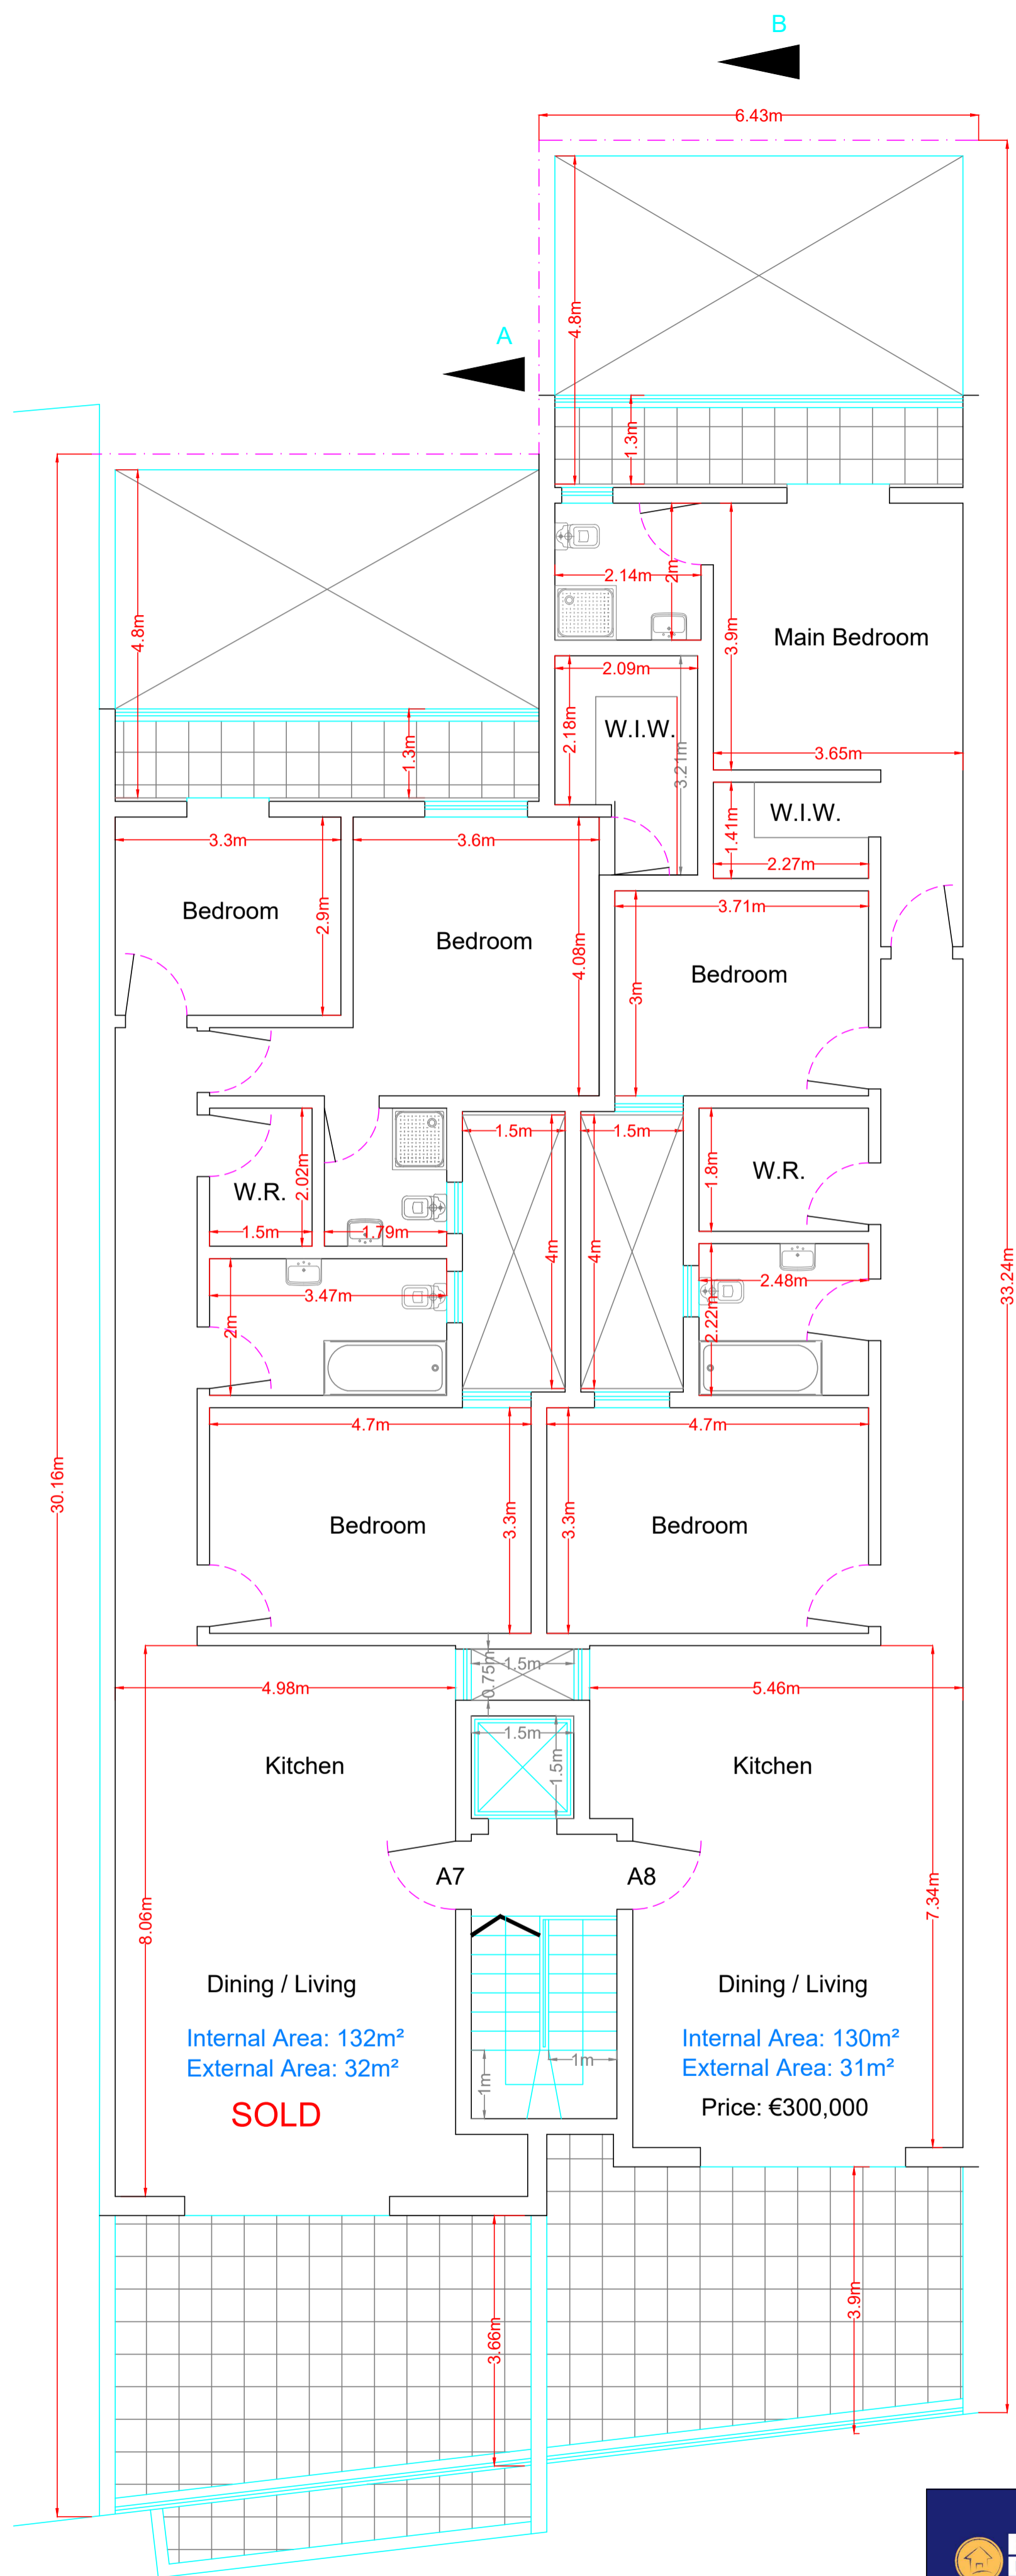 B
6.43m
4.8m
A
1.3m
2.14m
2m
4.8m
3.9m
Main Bedroom
2.09m
2.18m
W.I.W.
3.21m
1.3m
3.65m
W.I.W.
1.41m
3.3m
3.6m
2.27m
Bedroom
2.9m
Bedroom
4.08m
3.71m
Bedroom
3m
1.5m
1.5m
W.R.
2.02m
1.8m
W.R.
1.5m
1.79m
4m
4m
33.24m
3.47m
2m
2.48m
2.22m
4.7m
4.7m
30.16m
Bedroom
3.3m
3.3m
Bedroom
0.75m
1.5m
4.98m
5.46m
1.5m
Kitchen
1.5m
Kitchen
A7
A8
8.06m
7.34m
Dining / Living
Dining / Living
Internal Area: 132m²
External Area: 32m²
SOLD
Internal Area: 130m²
External Area: 31m²
Price: €300,000
1m
1m
3.66m
3.9m